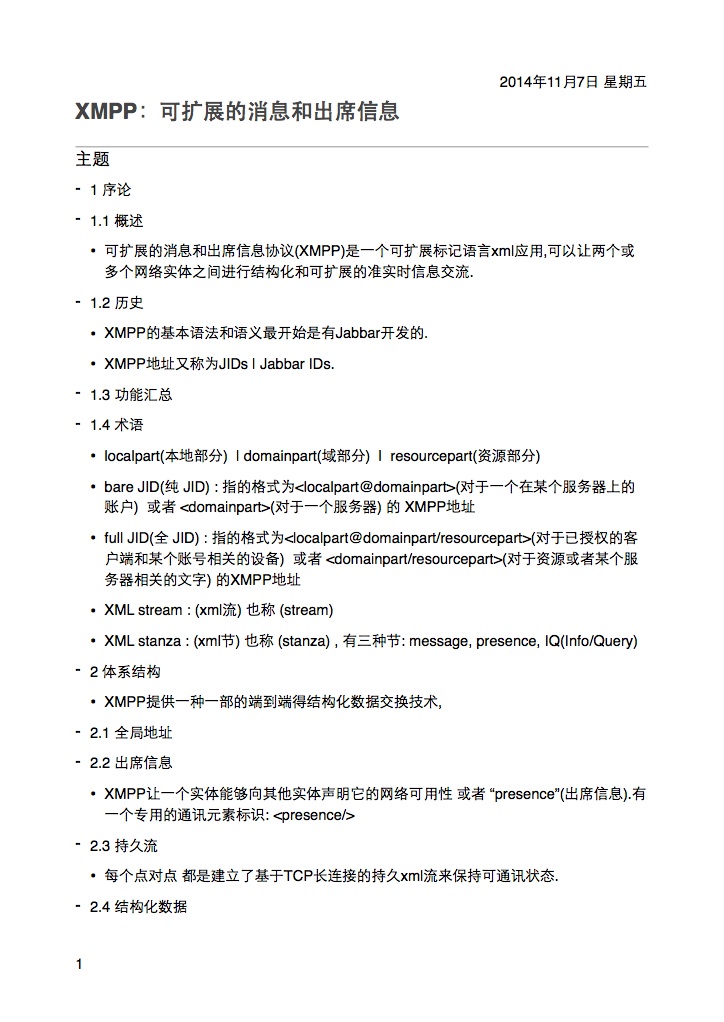 2014年11月7日 星期五
XMPP：可扩展的消息和出席信息
主题
- 1 序论
- 1.1 概述
• 可扩展的消息和出席信息协议(XMPP)是一个可扩展标记语言xml应用,可以让两个或
多个网络实体之间进行结构化和可扩展的准实时信息交流.
- 1.2 历史
• XMPP的基本语法和语义最开始是有Jabbar开发的.
• XMPP地址又称为JIDs | Jabbar IDs.
- 1.3 功能汇总
- 1.4 术语
• localpart(本地部分) | domainpart(域部分) | resourcepart(资源部分)
• bare JID(纯 JID) : 指的格式为<localpart@domainpart>(对于一个在某个服务器上的
账户) 或者 <domainpart>(对于一个服务器) 的 XMPP地址
• full JID(全 JID) : 指的格式为<localpart@domainpart/resourcepart>(对于已授权的客
户端和某个账号相关的设备) 或者 <domainpart/resourcepart>(对于资源或者某个服
务器相关的文字) 的XMPP地址
• XML stream : (xml流) 也称 (stream)
• XML stanza : (xml节) 也称 (stanza) , 有三种节: message, presence, IQ(Info/Query)
- 2 体系结构
• XMPP提供一种一部的端到端得结构化数据交换技术,
- 2.1 全局地址
- 2.2 出席信息
• XMPP让一个实体能够向其他实体声明它的网络可用性 或者 “presence”(出席信息).有
一个专用的通讯元素标识: <presence/>
- 2.3 持久流
• 每个点对点 都是建立了基于TCP长连接的持久xml流来保持可通讯状态.
- 2.4 结构化数据
1